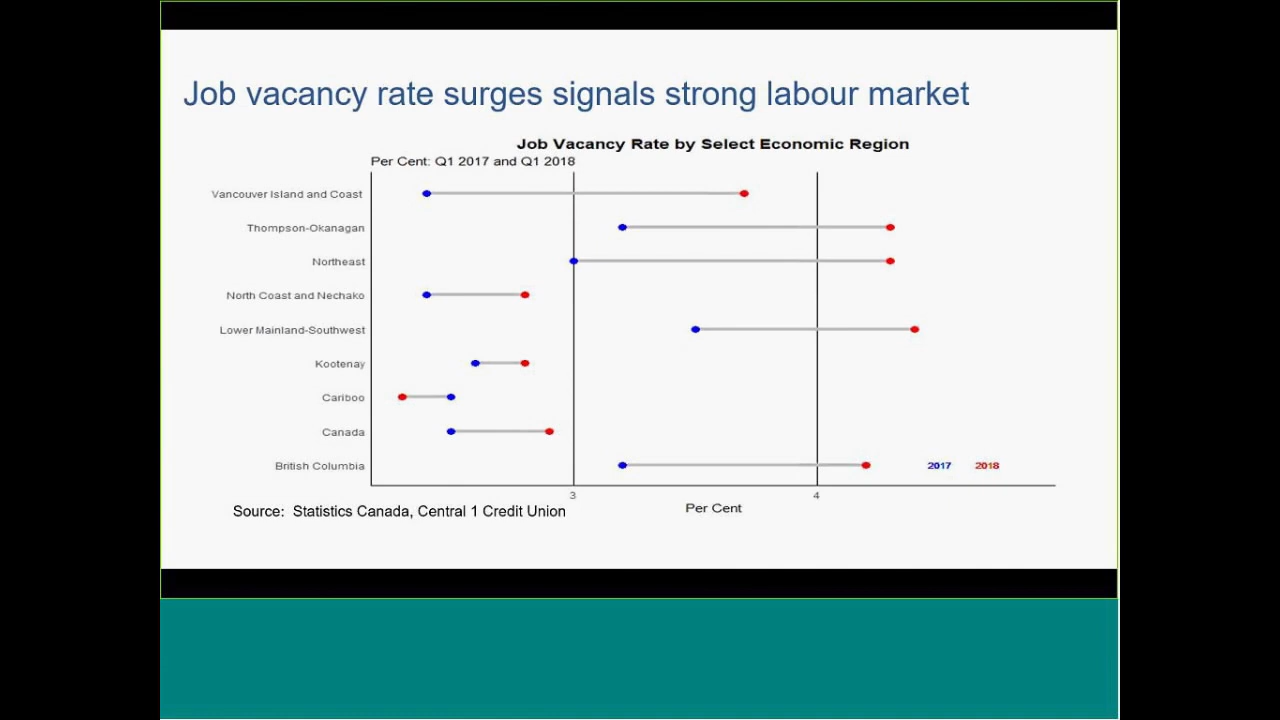 Job vacancy rate surges signals strong labour market
Job Vacancy Rate by Select Economic Region
Per Cent: Q1 2017 and Q1 2018
Vancouver Island and Coast
Thompson-Okanagan
Northeast
North Coast and Nechako
Lower Mainland-Southwest
Kootenay
Cariboo
Canada
British Columbia
2017 2018
3 4
Per Cent
Source: Statistics Canada, Central 1 Credit Union